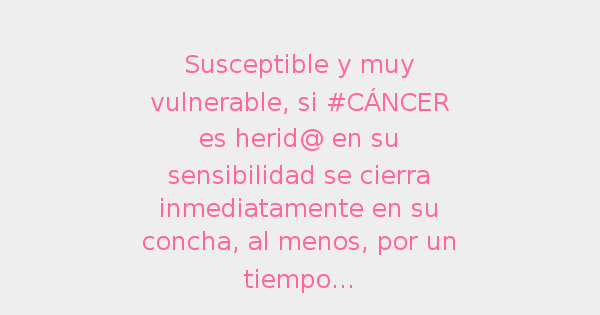 Susceptible y muy
vulnerable, si #CÁNCER
es herid@ en su
sensibilidad se cierra
inmediatamente en su
concha, al menos, por un
tiempo...